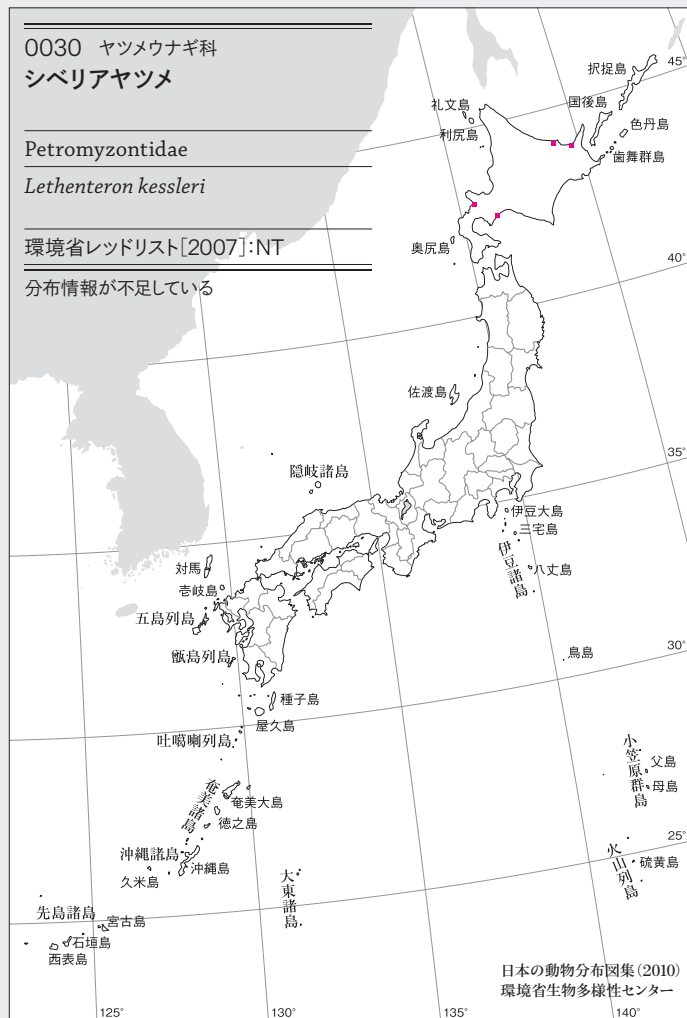 0030 ヤツメウナギ科
シベリアヤツメ
Petromyzontidae
Lethenteron kessleri
環境省レッドリスト[2007]:NT
分布情報が不足している
45°
択捉島
国後島
礼文島
色丹島
利尻島
歯舞群島
奥尻島
40°
佐渡島
35°
隠岐諸島
伊豆大島
三宅島
伊豆諸島
八丈島
対馬
壱岐島
五島列島
甑島列島
鳥島
30°
種子島
屋久島
吐噶喇列島
小笠原群島
父島
母島
奄美諸島
奄美大島
徳之島
25°
沖縄諸島
沖縄島
久米島
大東諸島
火山列島
硫黄島
先島諸島
宮古島
石垣島
西表島
日本の動物分布図集(2010)
環境省生物多様性センター
125°
130°
135°
140°